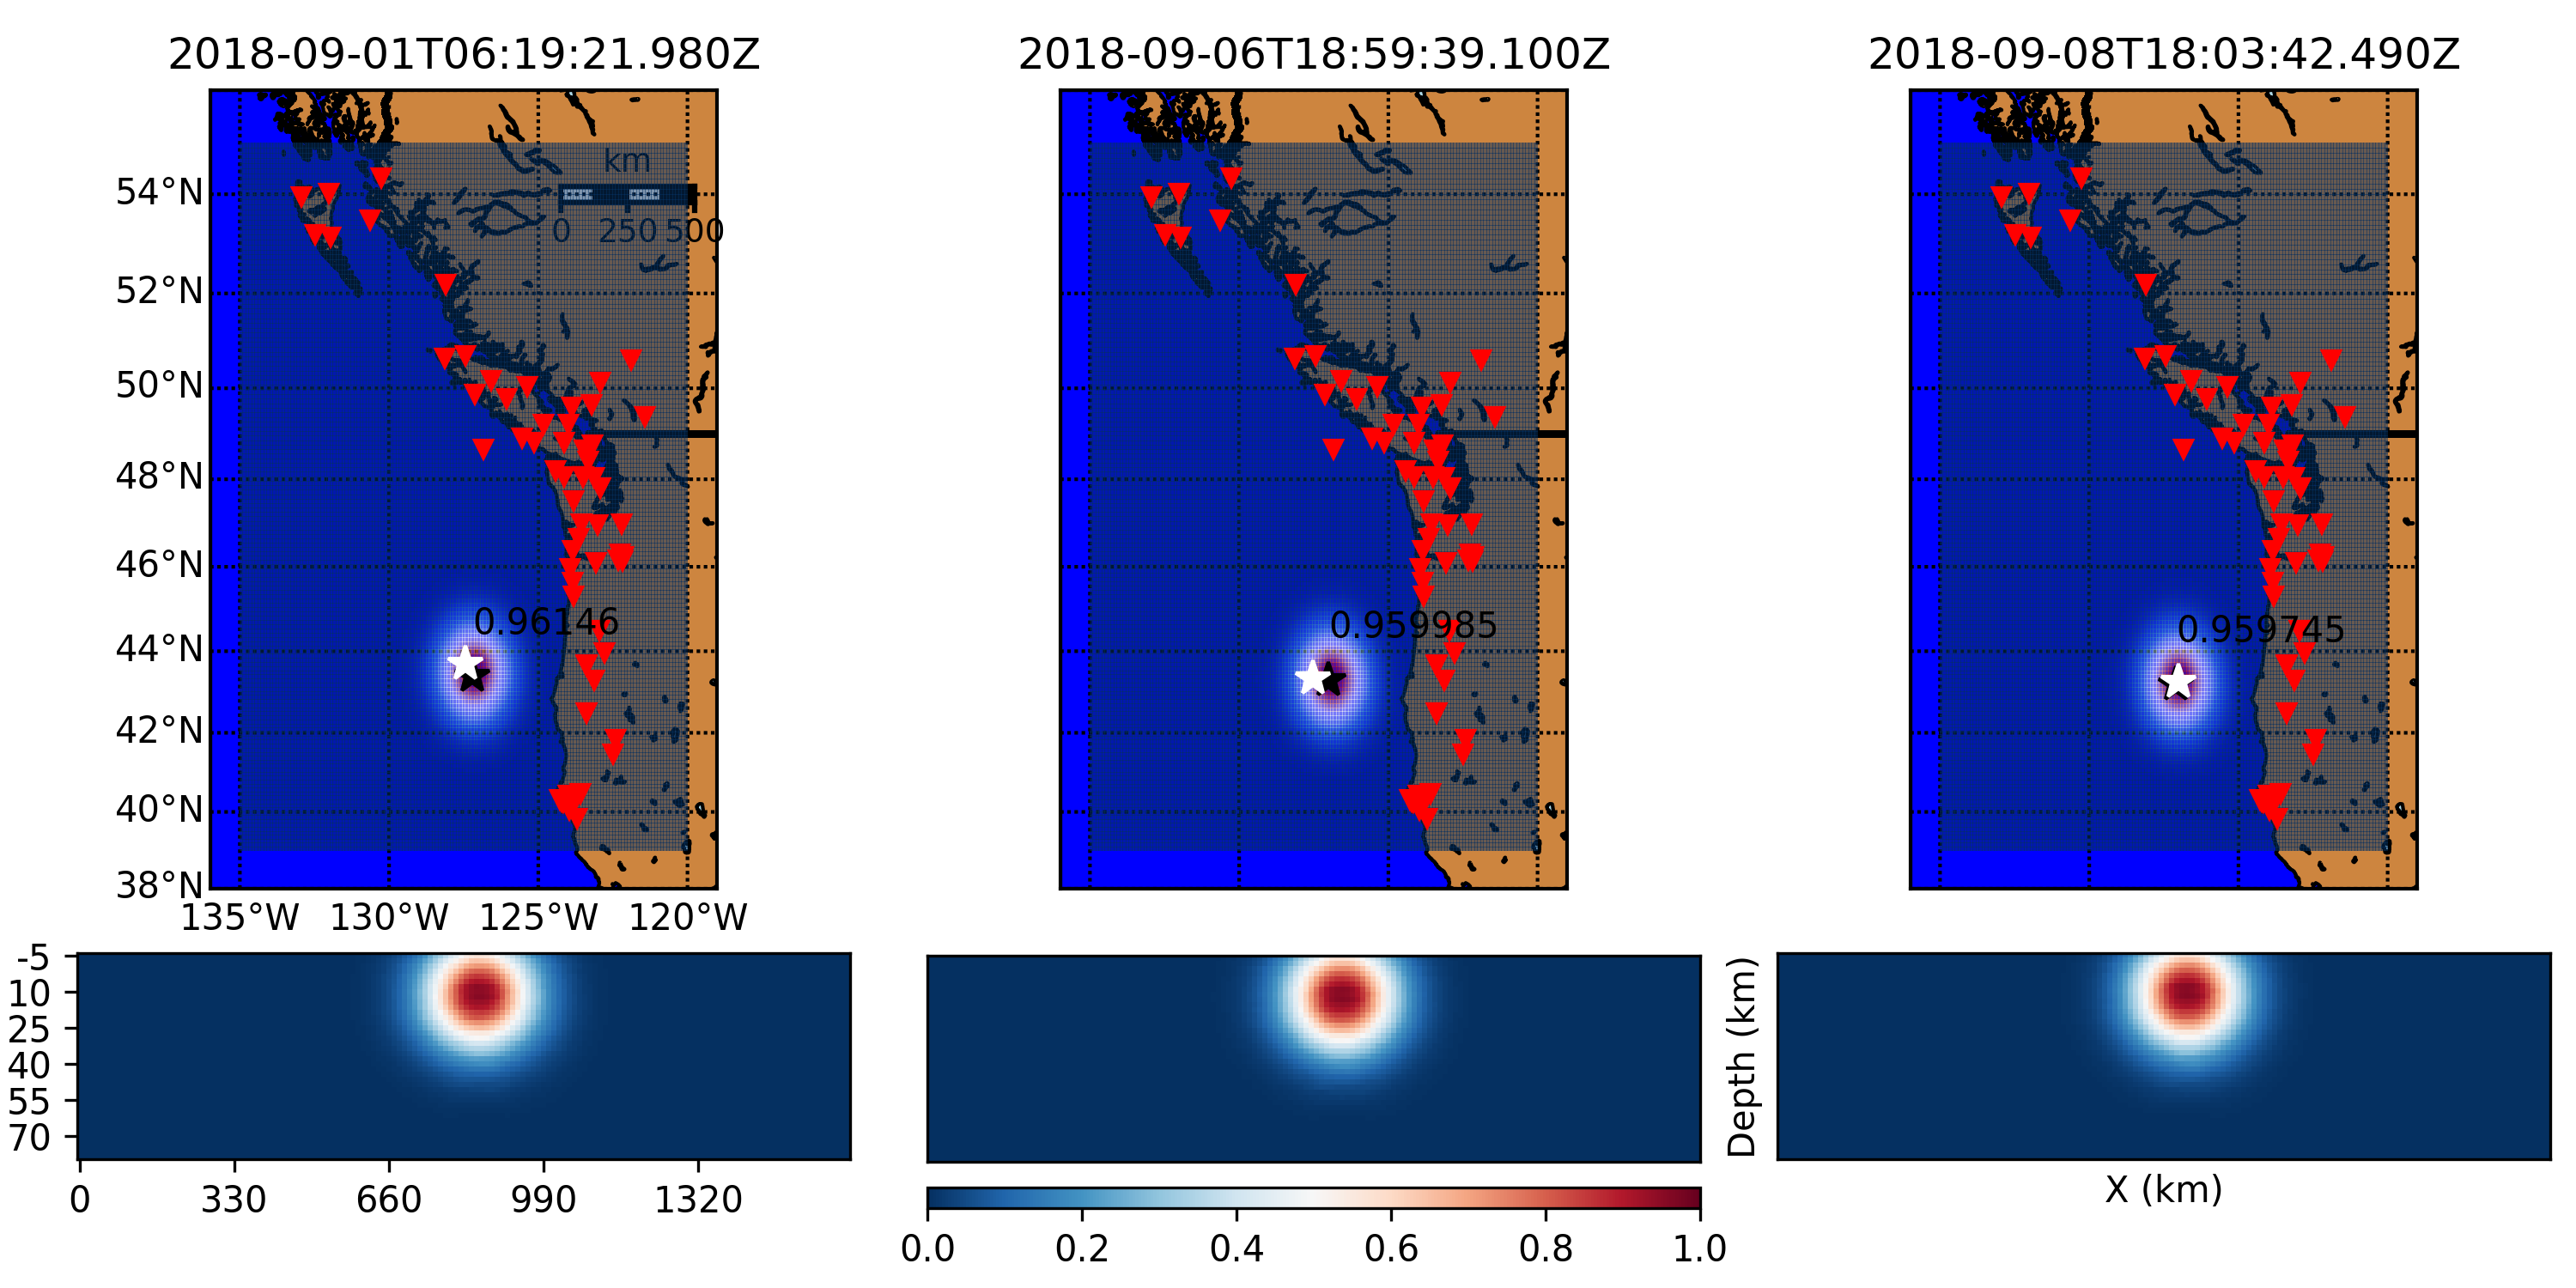 2018-09-01T06:19:21.980Z 2018-09-06T18:59:39.100Z 2018-09-08T18:03:42.490Z
km
54°N
0 250 500
52°N
50°N
48°N
46°N
0.96146 0.959985 0.959745
44°N
42°N
40°N
38°N
135°W 130°W 125°W 120°W
-5
10
25
40
55
70
0 330 660 990 1320
Depth (km)
X (km)
0.0 0.2 0.4 0.6 0.8 1.0